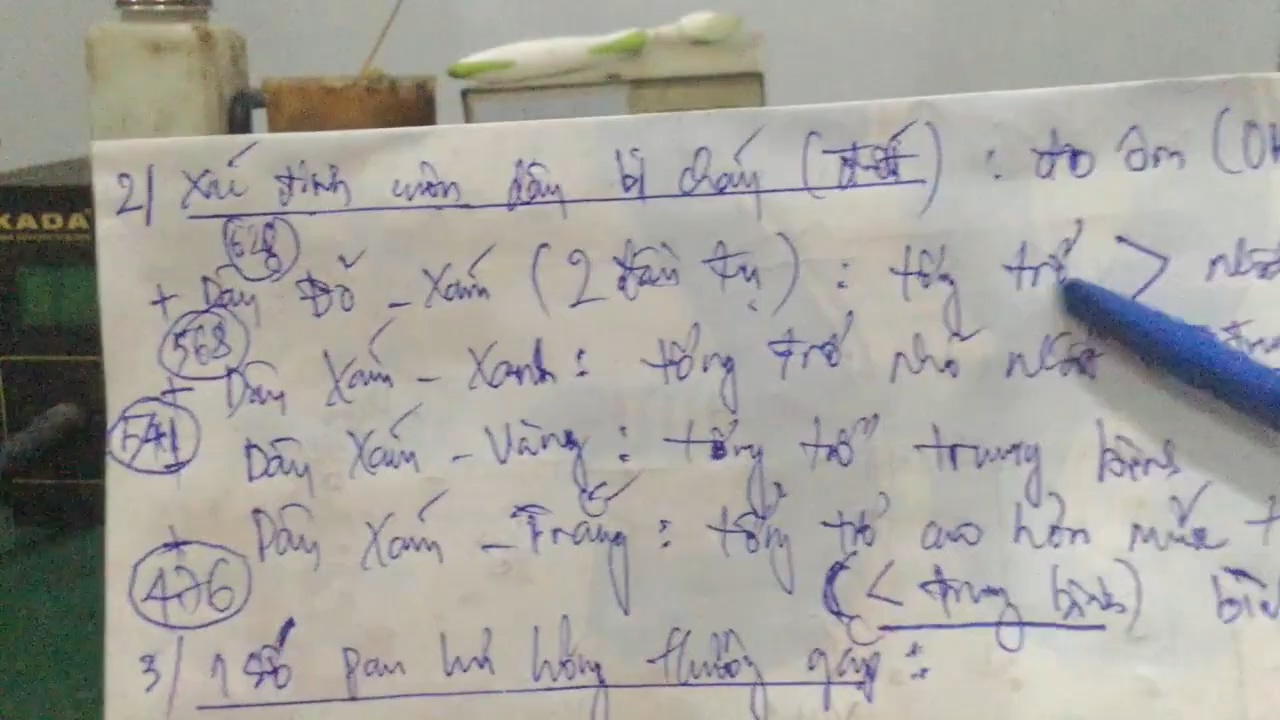 KADA
2/ Xác định cuộn dây bị cháy (đứt) : đo ôm (OH
628
+ Dây Đỏ - Xám (2 đầu tụ) : tổng trở > nhất
568
+ Dây Xám - Xanh : tổng trở nhỏ nhất
541
Dây Xám - Vàng : tổng trở trung bình
+ Dây Xám - Trắng : tổng trở cao hơn mức t
476
(< trung bình)
3/ 1 số pan hư hỏng thường gặp :